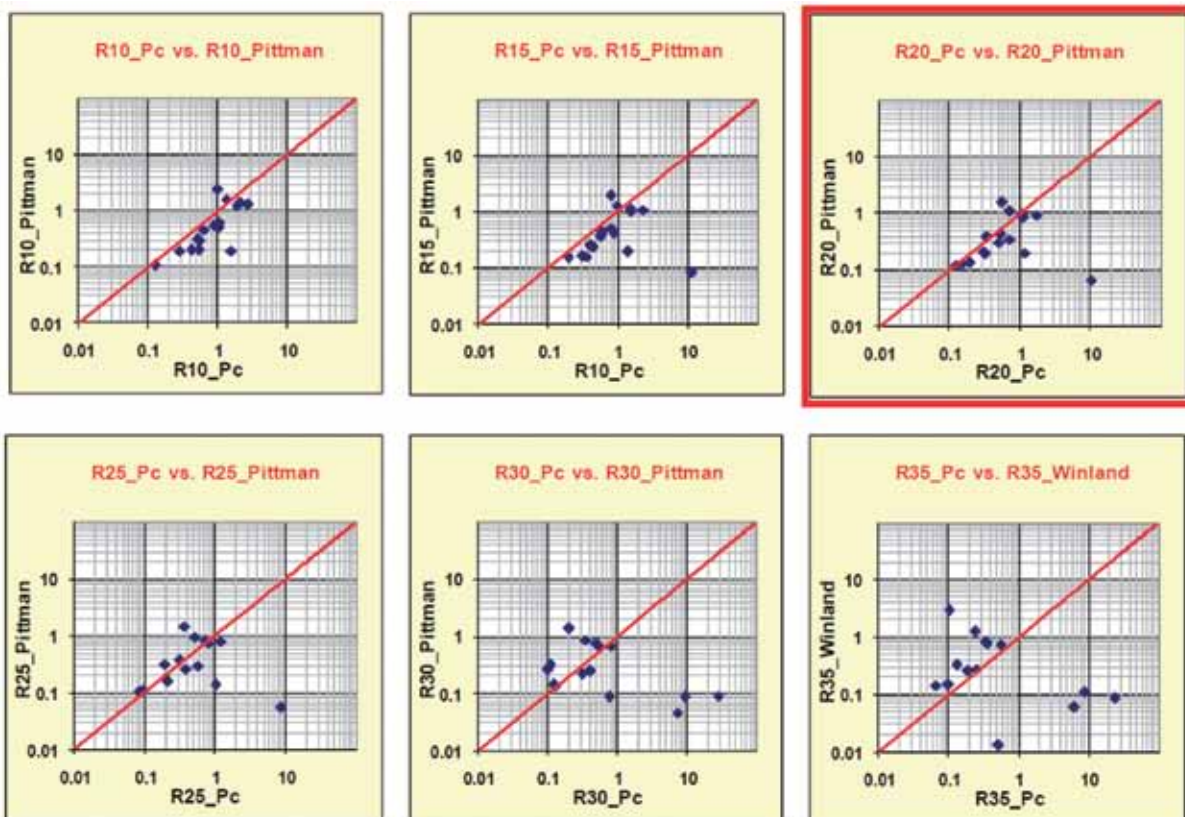 R10_Pc vs. R10_Pittman
R10_Pittman
10
1
0.1
0.01
0.01 0.1 1 10
R10_Pc
R15_Pc vs. R15_Pittman
R15_Pittman
10
1
0.1
0.01
0.01 0.1 1 10
R10_Pc
R20_Pc vs. R20_Pittman
R20_Pittman
10
1
0.1
0.01
0.01 0.1 1 10
R20_Pc
R25_Pc vs. R25_Pittman
R25_Pittman
10
1
0.1
0.01
0.01 0.1 1 10
R25_Pc
R30_Pc vs. R30_Pittman
R30_Pittman
10
1
0.1
0.01
0.01 0.1 1 10
R30_Pc
R35_Pc vs. R35_Winland
R35_Winland
10
1
0.1
0.01
0.01 0.1 1 10
R35_Pc